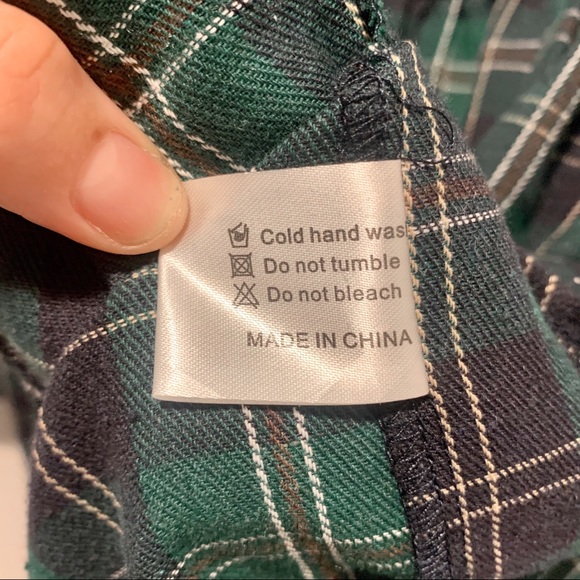 Cold hand was
Do not tumble
Do not bleach
MADE IN CHINA